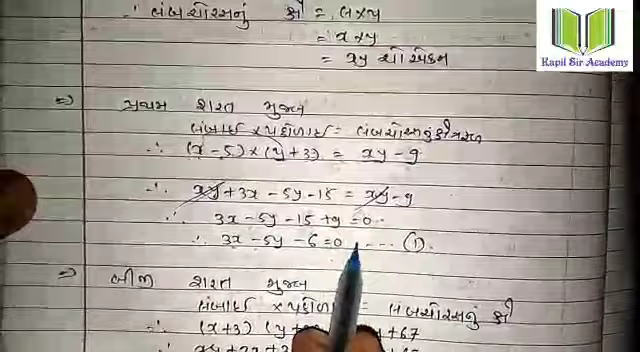 ∴ લંબચોરસનું ક્ષે = લ×પ
= x×y
= xy ચોએકમ
Kapil Sir Academy
⇒ પ્રથમ શરત મુજબ
લંબાઈ × પહોળાઈ = લંબચોરસનું ક્ષેત્રફળ
∴ (x-5)×(y+3) = xy-9
∴ xy+3x-5y-15 = xy-9
∴ 3x-5y-15+9=0
∴ 3x-5y-6=0 .... (1).
⇒ બીજી શરત મુજબ
લંબાઈ × પહોળાઈ = લંબચોરસનું ક્ષે
∴ (x+3) (y+ +67